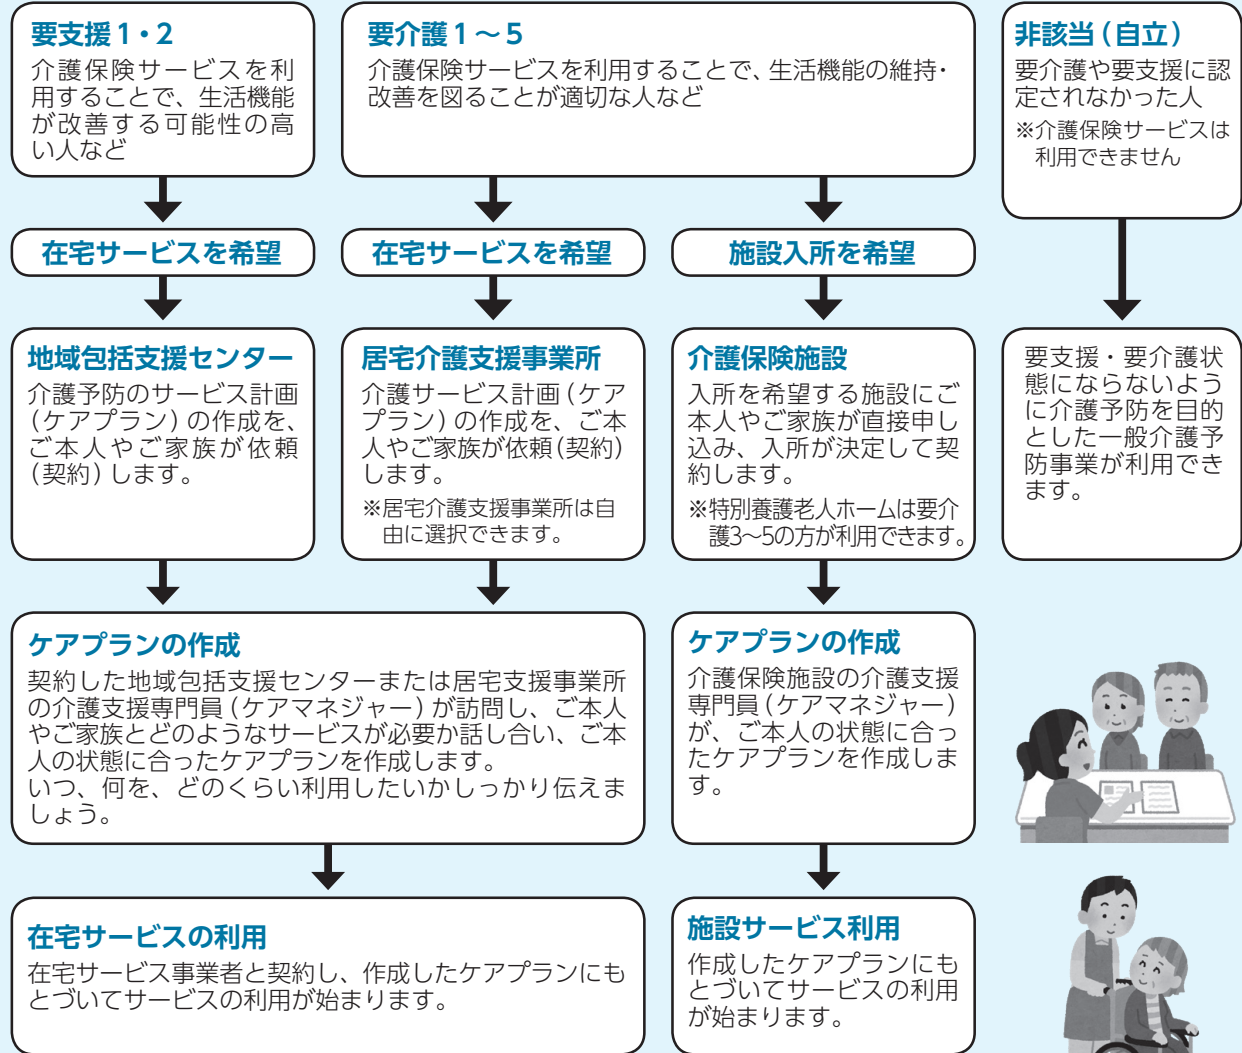 要支援1・2
介護保険サービスを利
用することで、生活機能
が改善する可能性の高
い人など
要介護1～5
介護保険サービスを利用することで、生活機能の維持・
改善を図ることが適切な人など
非該当(自立)
要介護や要支援に認
定されなかった人
※介護保険サービスは
利用できません
在宅サービスを希望
在宅サービスを希望
施設入所を希望
地域包括支援センター
介護予防のサービス計画
(ケアプラン)の作成を、
ご本人やご家族が依頼
(契約)します。
居宅介護支援事業所
介護サービス計画(ケア
プラン)の作成を、ご本
人やご家族が依頼(契約)
します。
※居宅介護支援事業所は自
由に選択できます。
介護保険施設
入所を希望する施設にご
本人やご家族が直接申し
込み、入所が決定して契
約します。
※特別養護老人ホームは要介
護3～5の方が利用できます。
要支援・要介護状
態にならないよう
に介護予防を目的
とした一般介護予
防事業が利用でき
ます。
ケアプランの作成
契約した地域包括支援センターまたは居宅支援事業所
の介護支援専門員(ケアマネジャー)が訪問し、ご本人
やご家族とどのようなサービスが必要か話し合い、ご本
人の状態に合ったケアプランを作成します。
いつ、何を、どのくらい利用したいかしっかり伝えま
しょう。
ケアプランの作成
介護保険施設の介護支援
専門員(ケアマネジャー)
が、ご本人の状態に合っ
たケアプランを作成しま
す。
在宅サービスの利用
在宅サービス事業者と契約し、作成したケアプランにも
とづいてサービスの利用が始まります。
施設サービス利用
作成したケアプランにも
とづいてサービスの利用
が始まります。